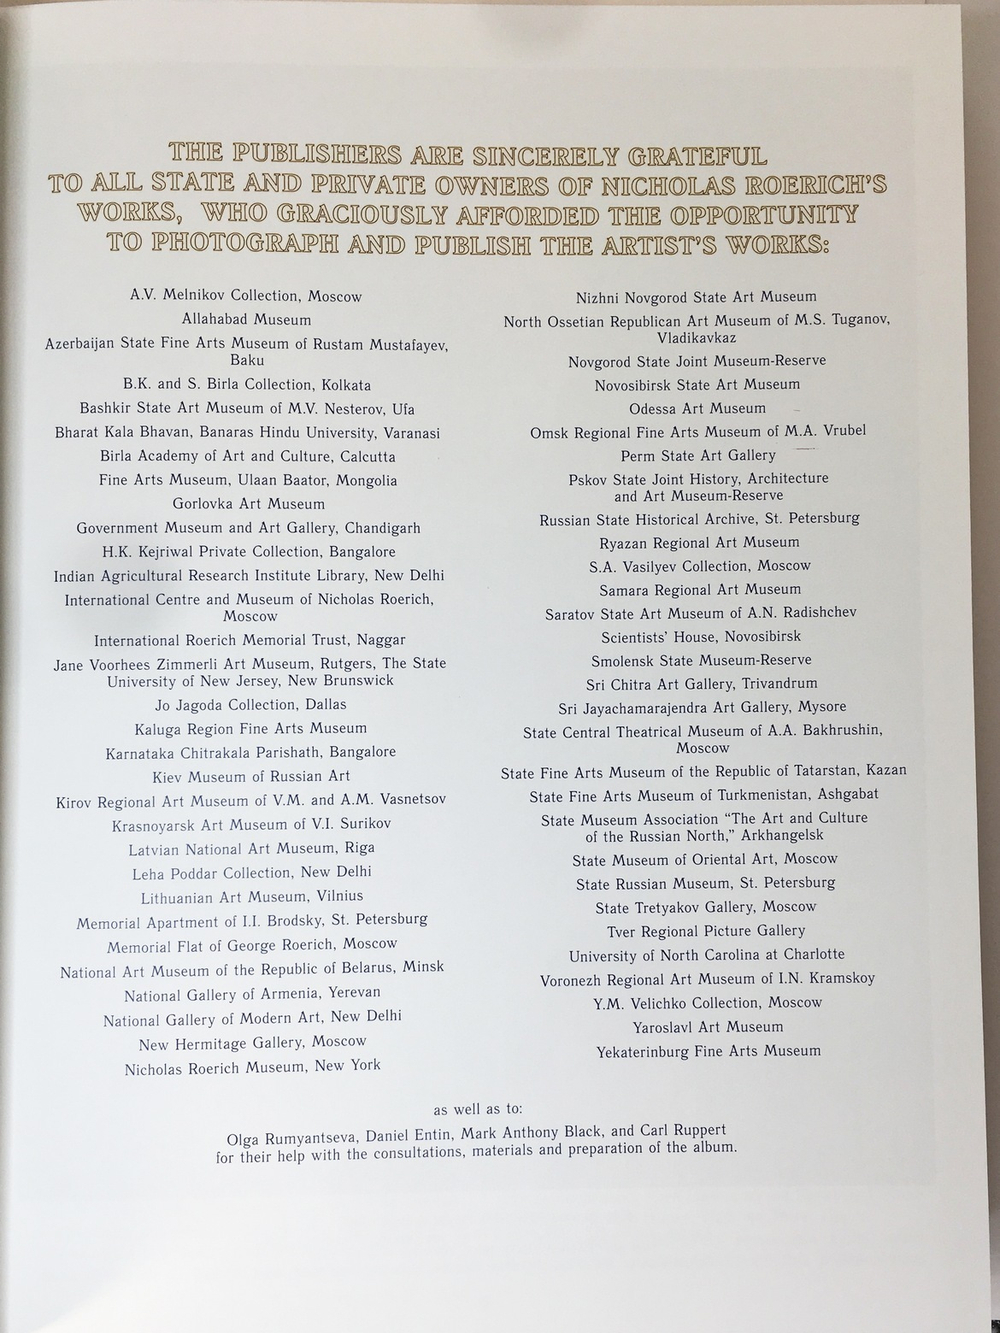 THE PUBLISHERS ARE SINCERELY GRATEFUL
TO ALL STATE AND PRIVATE OWNERS OF NICHOLAS ROERICH'S
WORKS, WHO GRACIOUSLY AFFORDED THE OPPORTUNITY
TO PHOTOGRAPH AND PUBLISH THE ARTIST'S WORKS:
A.V. Melnikov Collection, Moscow
Allahabad Museum
Azerbaijan State Fine Arts Museum of Rustam Mustafayev,
Baku
B.K. and S. Birla Collection, Kolkata
Bashkir State Art Museum of M.V. Nesterov, Ufa
Bharat Kala Bhavan, Banaras Hindu University, Varanasi
Birla Academy of Art and Culture, Calcutta
Fine Arts Museum, Ulaan Baator, Mongolia
Gorlovka Art Museum
Government Museum and Art Gallery, Chandigarh
H.K. Kejriwal Private Collection, Bangalore
Indian Agricultural Research Institute Library, New Delhi
International Centre and Museum of Nicholas Roerich,
Moscow
International Roerich Memorial Trust, Naggar
Jane Voorhees Zimmerli Art Museum, Rutgers, The State
University of New Jersey, New Brunswick
Jo Jagoda Collection, Dallas
Kaluga Region Fine Arts Museum
Karnataka Chitrakala Parishath, Bangalore
Kiev Museum of Russian Art
Kirov Regional Art Museum of V.M. and A.M. Vasnetsov
Krasnoyarsk Art Museum of V.I. Surikov
Latvian National Art Museum, Riga
Leha Poddar Collection, New Delhi
Lithuanian Art Museum, Vilnius
Memorial Apartment of I.I. Brodsky, St. Petersburg
Memorial Flat of George Roerich, Moscow
National Art Museum of the Republic of Belarus, Minsk
National Gallery of Armenia, Yerevan
National Gallery of Modern Art, New Delhi
New Hermitage Gallery, Moscow
Nicholas Roerich Museum, New York
Nizhni Novgorod State Art Museum
North Ossetian Republican Art Museum of M.S. Tuganov,
Vladikavkaz
Novgorod State Joint Museum-Reserve
Novosibirsk State Art Museum
Odessa Art Museum
Omsk Regional Fine Arts Museum of M.A. Vrubel
Perm State Art Gallery
Pskov State Joint History, Architecture
and Art Museum-Reserve
Russian State Historical Archive, St. Petersburg
Ryazan Regional Art Museum
S.A. Vasilyev Collection, Moscow
Samara Regional Art Museum
Saratov State Art Museum of A.N. Radishchev
Scientists' House, Novosibirsk
Smolensk State Museum-Reserve
Sri Chitra Art Gallery, Trivandrum
Sri Jayachamarajendra Art Gallery, Mysore
State Central Theatrical Museum of A.A. Bakhrushin,
Moscow
State Fine Arts Museum of the Republic of Tatarstan, Kazan
State Fine Arts Museum of Turkmenistan, Ashgabat
State Museum Association “The Art and Culture
of the Russian North,” Arkhangelsk
State Museum of Oriental Art, Moscow
State Russian Museum, St. Petersburg
State Tretyakov Gallery, Moscow
Tver Regional Picture Gallery
University of North Carolina at Charlotte
Voronezh Regional Art Museum of I.N. Kramskoy
Y.M. Velichko Collection, Moscow
Yaroslavl Art Museum
Yekaterinburg Fine Arts Museum
as well as to:
Olga Rumyantseva, Daniel Entin, Mark Anthony Black, and Carl Ruppert
for their help with the consultations, materials and preparation of the album.